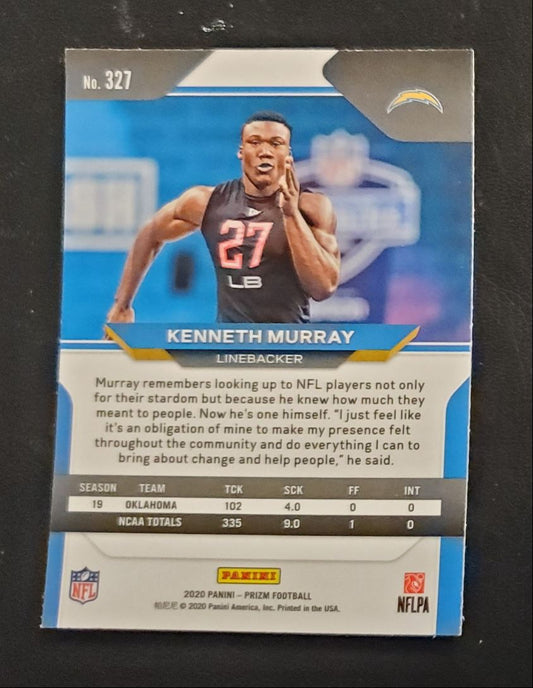 No. 327
27
LB
KENNETH MURRAY
LINEBACKER
Murray remembers looking up to NFL players not only
for their stardom but because he knew how much they
meant to people. Now he's one himself. "I just feel like
it's an obligation of mine to make my presence felt
throughout the community and do everything I can to
bring about change and help people," he said.
SEASON TEAM TCK SCK FF INT
19 OKLAHOMA 102 4.0 0 0
NCAA TOTALS 335 9.0 1 0
PANINI
2020 PANINI – PRIZM FOOTBALL
帕尼尼 © 2020 Panini America, Inc. Printed in the USA.
NFL
NFLPA